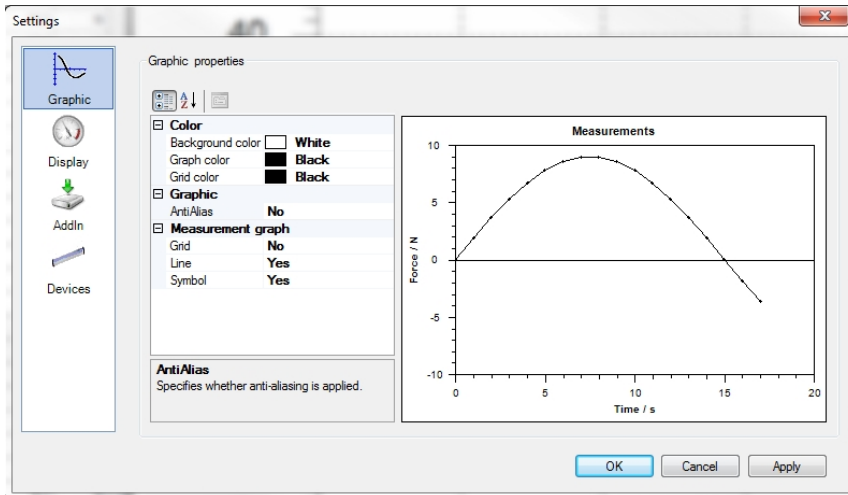 Settings
40
Graphic
Display
AddIn
Devices
Graphic properties
Color
Background color White
Graph color Black
Grid color Black
Graphic
AntiAlias No
Measurement graph
Grid No
Line Yes
Symbol Yes
AntiAlias
Specifies whether anti-aliasing is applied.
Measurements
Force / N
10
5
0
-5
-10
0 5 10 15 20
Time / s
OK Cancel Apply